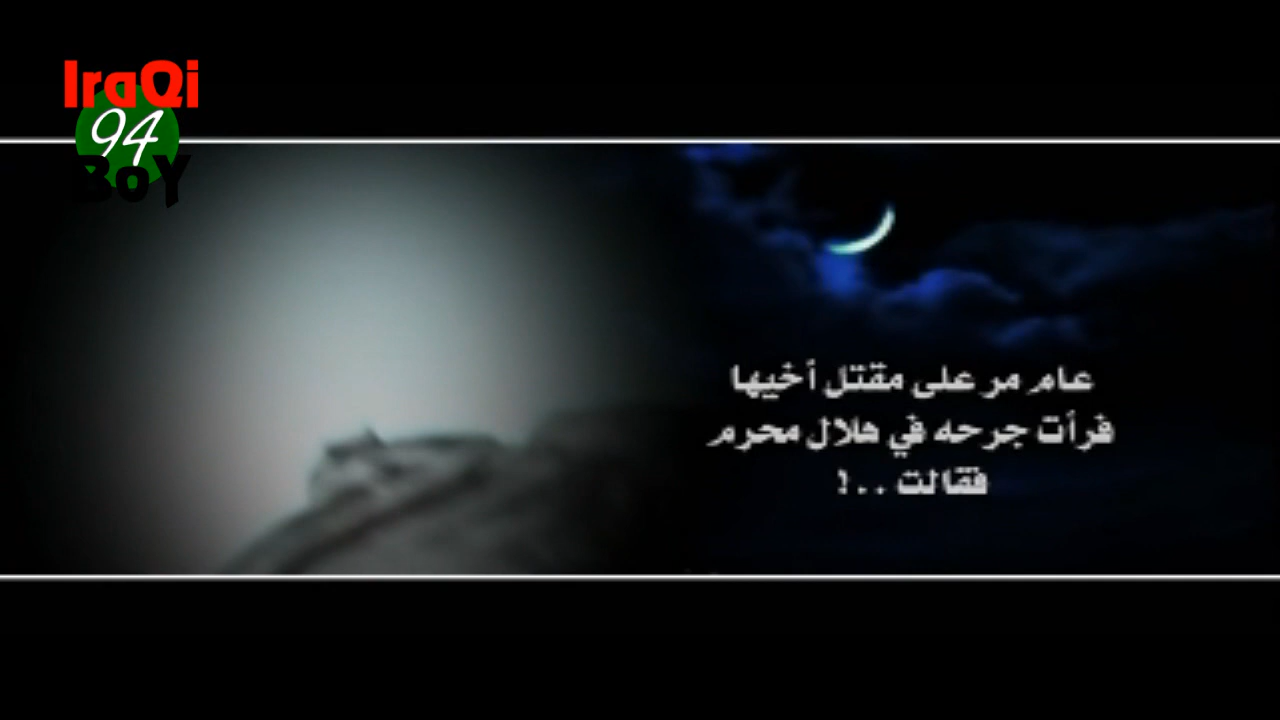 IraQi
94
BoY
عام مر على مقتل أخيها
فرأت جرحه في هلال محرم
فقالت ..!